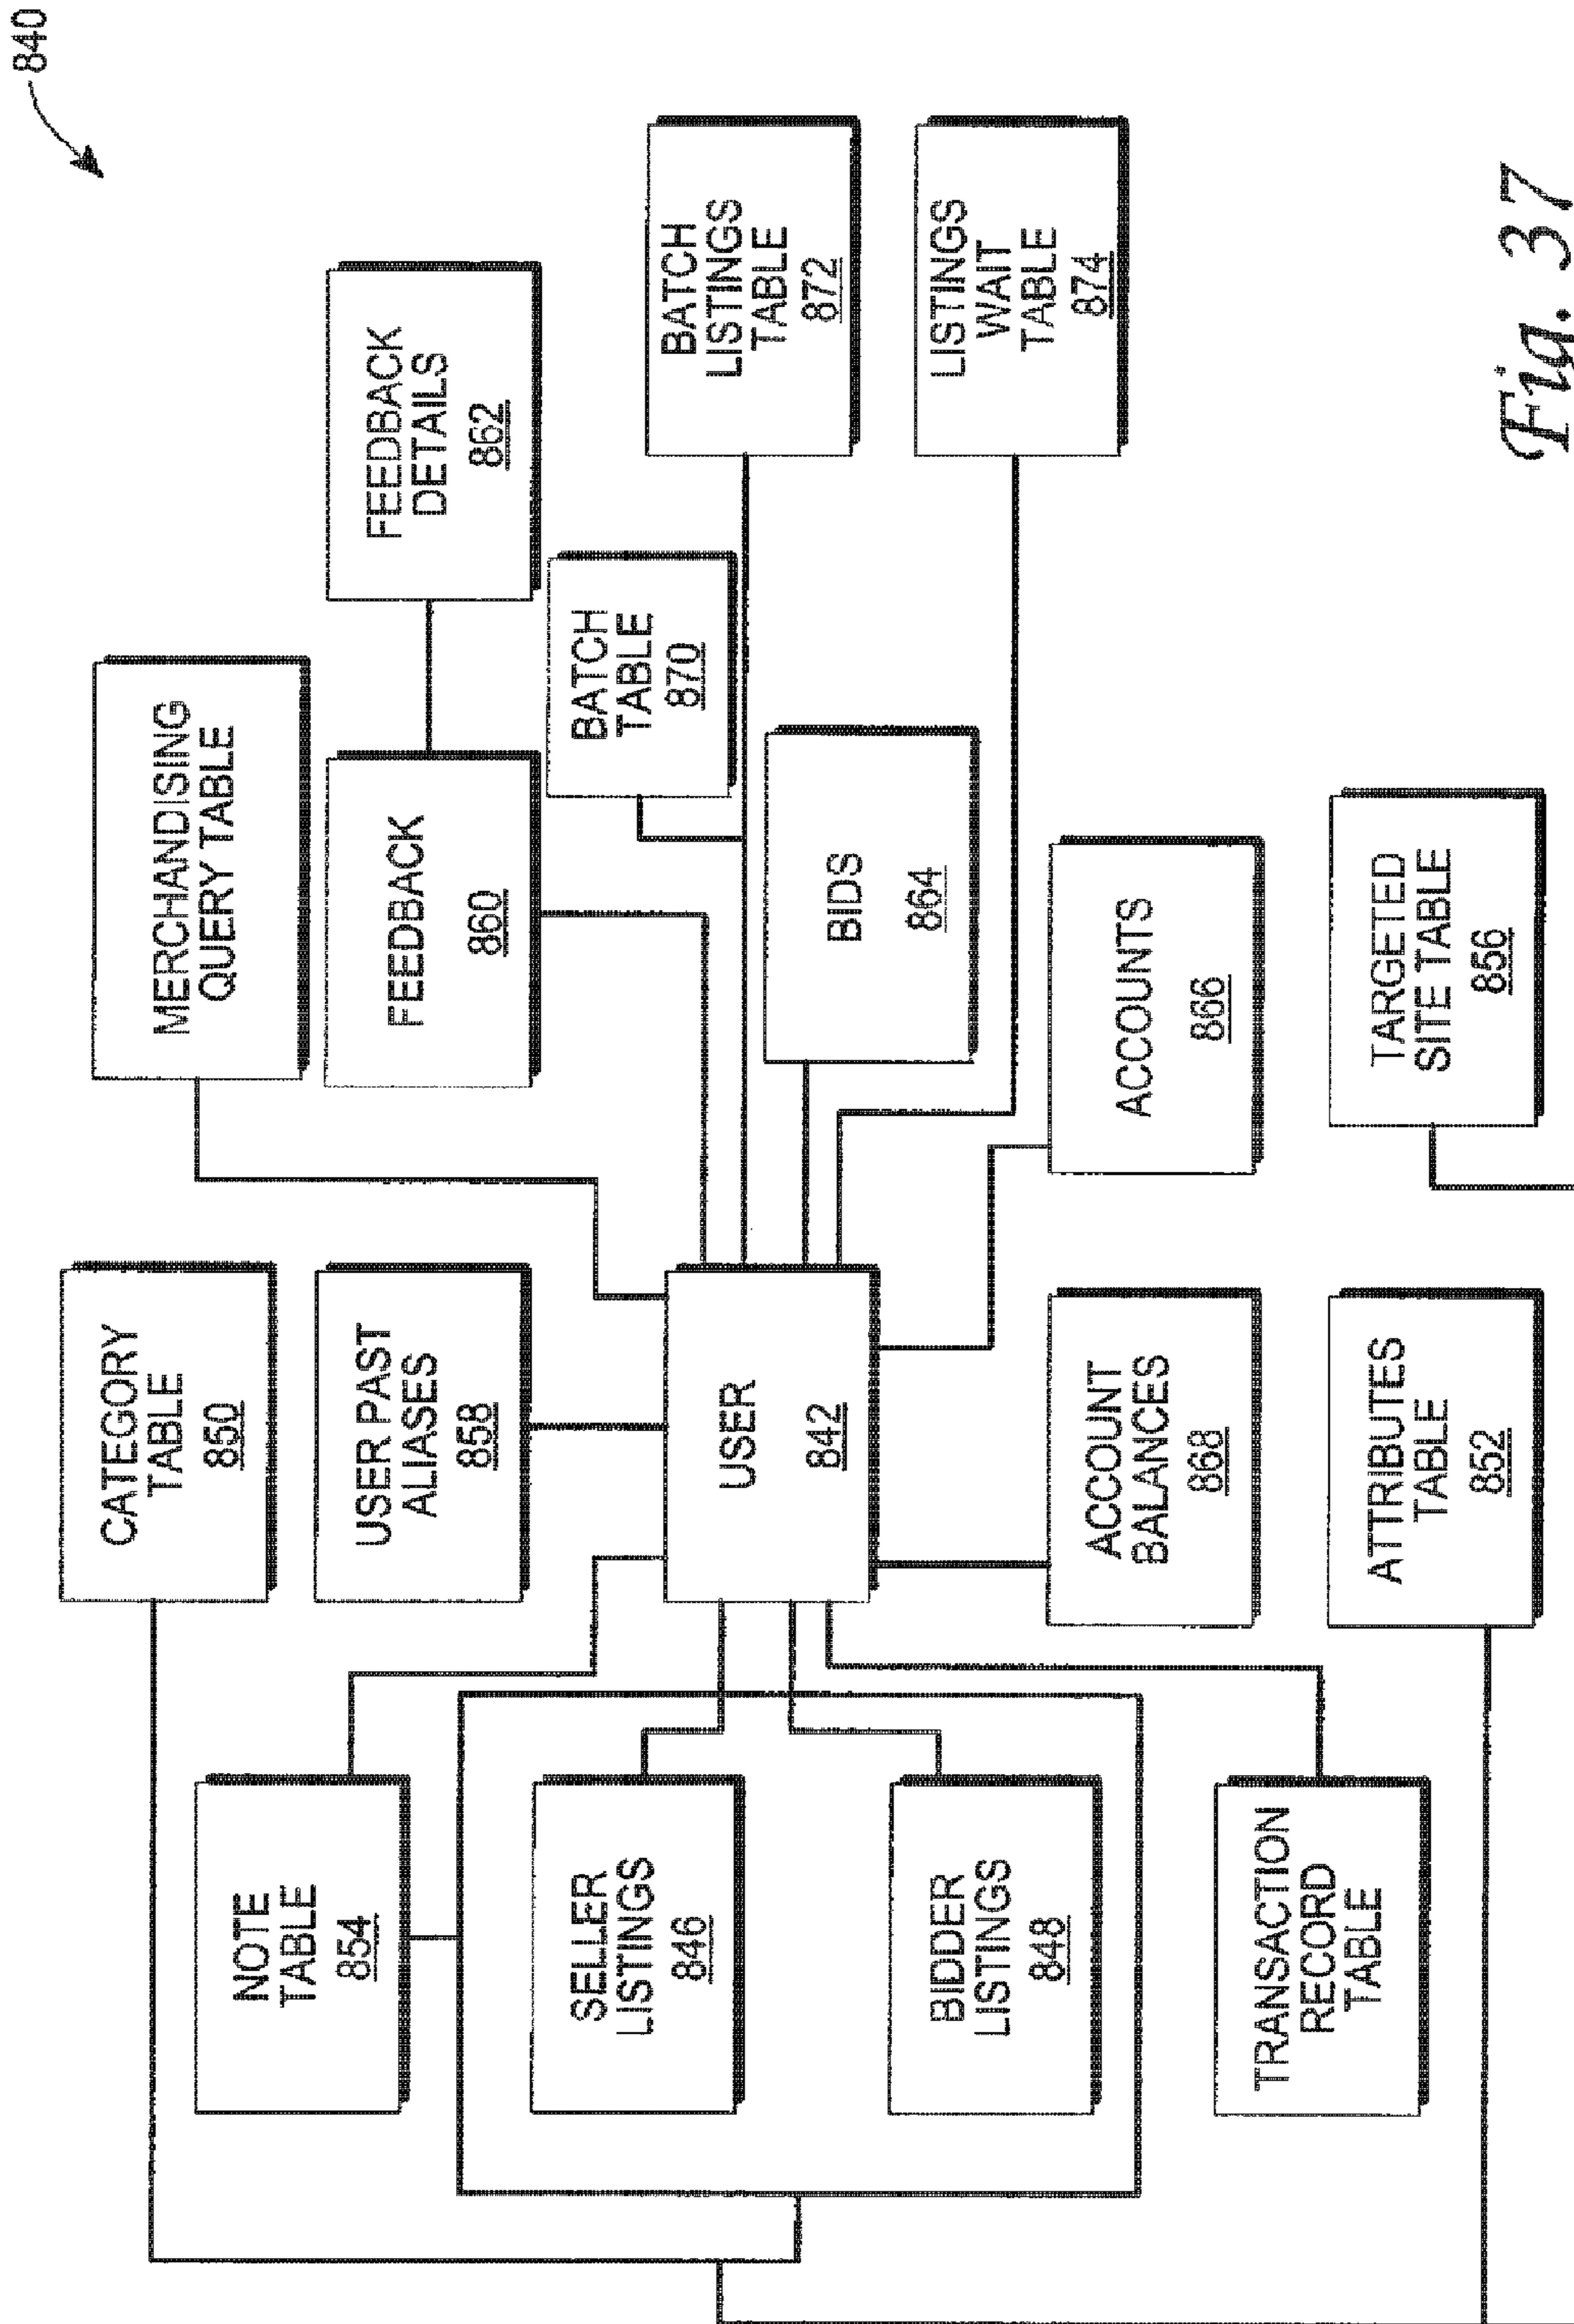 840
CATEGORY
TABLE
850
MERCHANDISING
QUERY TABLE
NOTE
TABLE
854
USER PAST
ALIASES
858
FEEDBACK
860
FEEDBACK
DETAILS
862
SELLER
LISTINGS
846
USER
842
BATCH
TABLE
870
BATCH
LISTINGS
TABLE
872
BIDS
864
BIDDER
LISTINGS
848
LISTINGS
WAIT
TABLE
874
ACCOUNT
BALANCES
868
ACCOUNTS
866
TRANSACTION
RECORD
TABLE
ATTRIBUTES
TABLE
852
TARGETED
SITE TABLE
856
Fig. 37